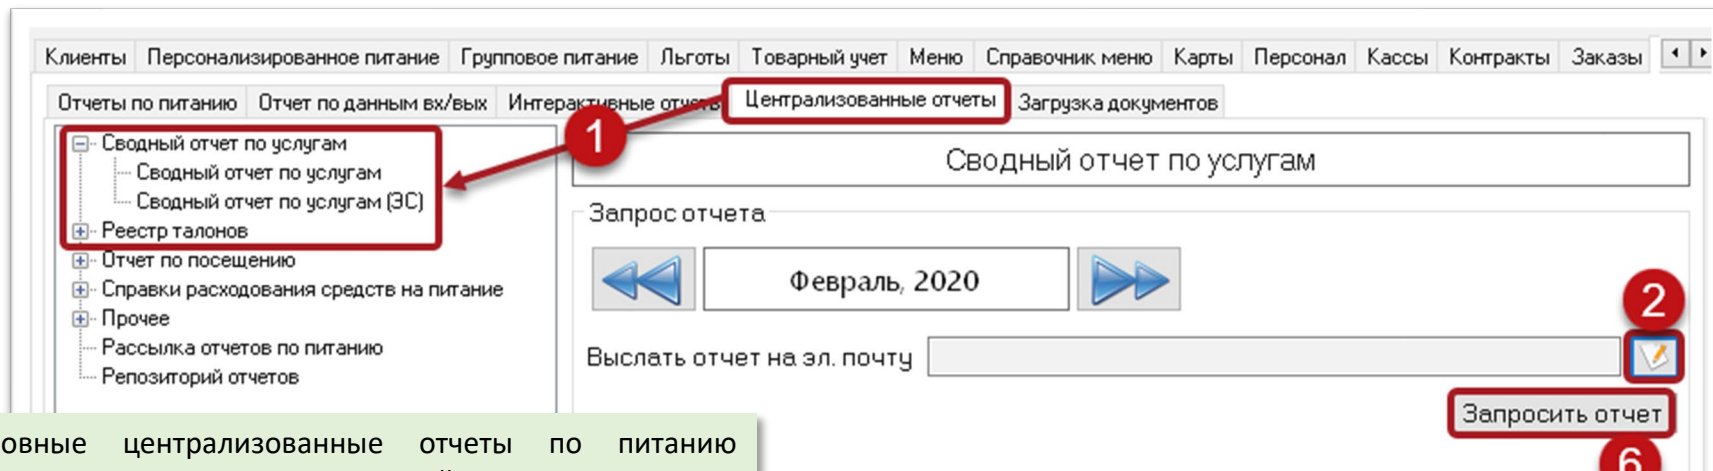 Клиенты Персонализированное питание Групповое питание Льготы Товарный учет Меню Справочник меню Карты Персонал Кассы Контракты Заказы
Отчеты по питанию Отчет по данным вх/вых Интерактивные отчеты Централизованные отчеты Загрузка документов
1
Сводный отчет по услугам
Сводный отчет по услугам
Сводный отчет по услугам (ЭС)
Реестр талонов
Отчет по посещению
Справки расходования средств на питание
Прочее
Рассылка отчетов по питанию
Репозиторий отчетов
Сводный отчет по услугам
Запрос отчета
Февраль, 2020
2
Выслать отчет на эл. почту
Запросить отчет
6
овные централизованные отчеты по питанию